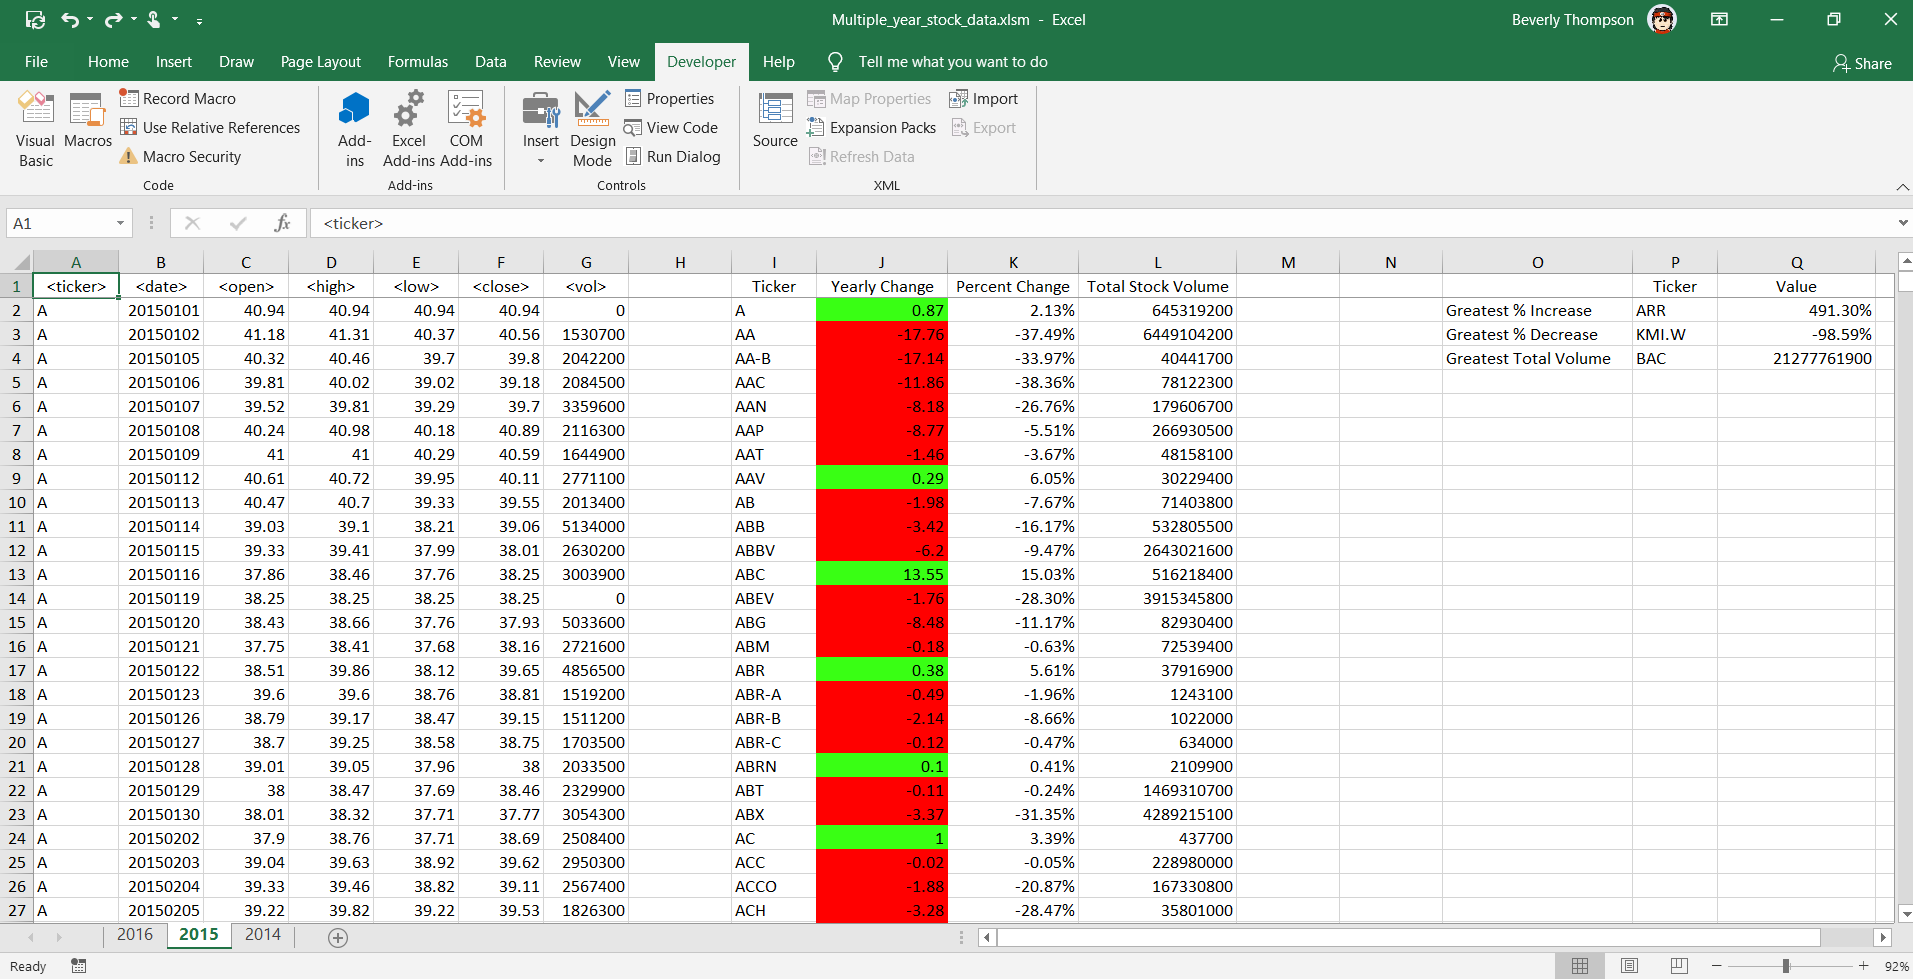 Multiple_year_stock_data.xlsm - Excel
Beverly Thompson
File Home Insert Draw Page Layout Formulas Data Review View Developer Help Tell me what you want to do Share
Visual Basic
Macros
Record Macro
Use Relative References
Macro Security
Code
Add-ins
Excel Add-ins
COM Add-ins
Add-ins
Insert
Design Mode
Properties
View Code
Run Dialog
Controls
Source
Map Properties
Expansion Packs
Refresh Data
Import
Export
XML
A1 fx <ticker>
A B C D E F G H I J K L M N O P Q
1 <ticker> <date> <open> <high> <low> <close> <vol> Ticker Yearly Change Percent Change Total Stock Volume Ticker Value
2 A 20150101 40.94 40.94 40.94 40.94 0 A 0.87 2.13% 645319200 Greatest % Increase ARR 491.30%
3 A 20150102 41.18 41.31 40.37 40.56 1530700 AA -17.76 -37.49% 6449104200 Greatest % Decrease KMI.W -98.59%
4 A 20150105 40.32 40.46 39.7 39.8 2042200 AA-B -17.14 -33.97% 40441700 Greatest Total Volume BAC 21277761900
5 A 20150106 39.81 40.02 39.02 39.18 2084500 AAC -11.86 -38.36% 78122300
6 A 20150107 39.52 39.81 39.29 39.7 3359600 AAN -8.18 -26.76% 179606700
7 A 20150108 40.24 40.98 40.18 40.89 2116300 AAP -8.77 -5.51% 266930500
8 A 20150109 41 41 40.29 40.59 1644900 AAT -1.46 -3.67% 48158100
9 A 20150112 40.61 40.72 39.95 40.11 2771100 AAV 0.29 6.05% 30229400
10 A 20150113 40.47 40.7 39.33 39.55 2013400 AB -1.98 -7.67% 71403800
11 A 20150114 39.03 39.1 38.21 39.06 5134000 ABB -3.42 -16.17% 532805500
12 A 20150115 39.33 39.41 37.99 38.01 2630200 ABBV -6.2 -9.47% 2643021600
13 A 20150116 37.86 38.46 37.76 38.25 3003900 ABC 13.55 15.03% 516218400
14 A 20150119 38.25 38.25 38.25 38.25 0 ABEV -1.76 -28.30% 3915345800
15 A 20150120 38.43 38.66 37.76 37.93 5033600 ABG -8.48 -11.17% 82930400
16 A 20150121 37.75 38.41 37.68 38.16 2721600 ABM -0.18 -0.63% 72539400
17 A 20150122 38.51 39.86 38.12 39.65 4856500 ABR 0.38 5.61% 37916900
18 A 20150123 39.6 39.6 38.76 38.81 1519200 ABR-A -0.49 -1.96% 1243100
19 A 20150126 38.79 39.17 38.47 39.15 1511200 ABR-B -2.14 -8.66% 1022000
20 A 20150127 38.7 39.25 38.58 38.75 1703500 ABR-C -0.12 -0.47% 634000
21 A 20150128 39.01 39.05 37.96 38 2033500 ABRN 0.1 0.41% 2109900
22 A 20150129 38 38.47 37.69 38.46 2329900 ABT -0.11 -0.24% 1469310700
23 A 20150130 38.01 38.32 37.71 37.77 3054300 ABX -3.37 -31.35% 4289215100
24 A 20150202 37.9 38.76 37.71 38.69 2508400 AC 1 3.39% 437700
25 A 20150203 39.04 39.63 38.92 39.62 2950300 ACC -0.02 -0.05% 228980000
26 A 20150204 39.33 39.46 38.82 39.11 2567400 ACCO -1.88 -20.87% 167330800
27 A 20150205 39.22 39.82 39.22 39.53 1826300 ACH -3.28 -28.47% 35801000
2016 2015 2014
Ready 92%